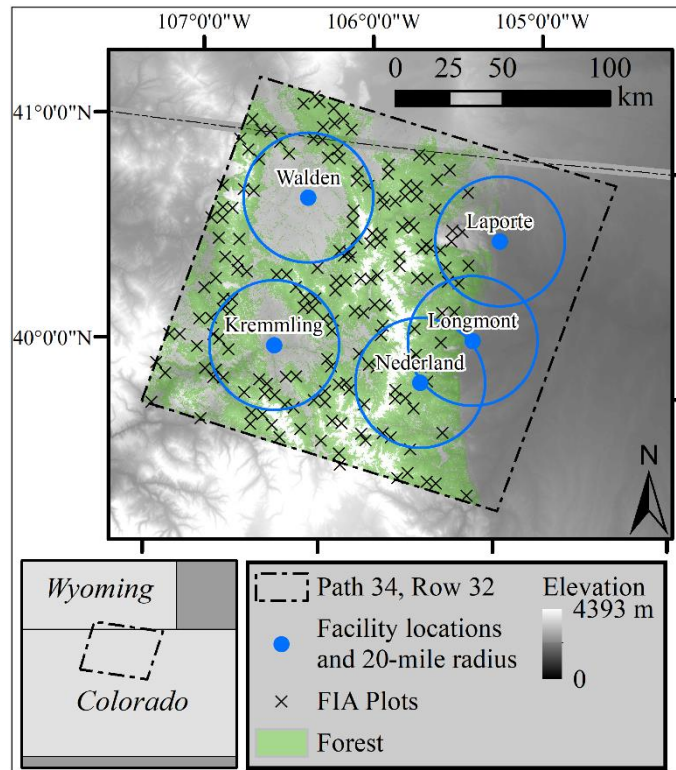 107°0'0"W 106°0'0"W 105°0'0"W
0 25 50 100
km
41°0'0"N
Walden
Laporte
40°0'0"N
Kremmling
Longmont
Nederland
N
Wyoming
Colorado
Path 34, Row 32
Facility locations
and 20-mile radius
FIA Plots
Forest
Elevation
4393 m
0